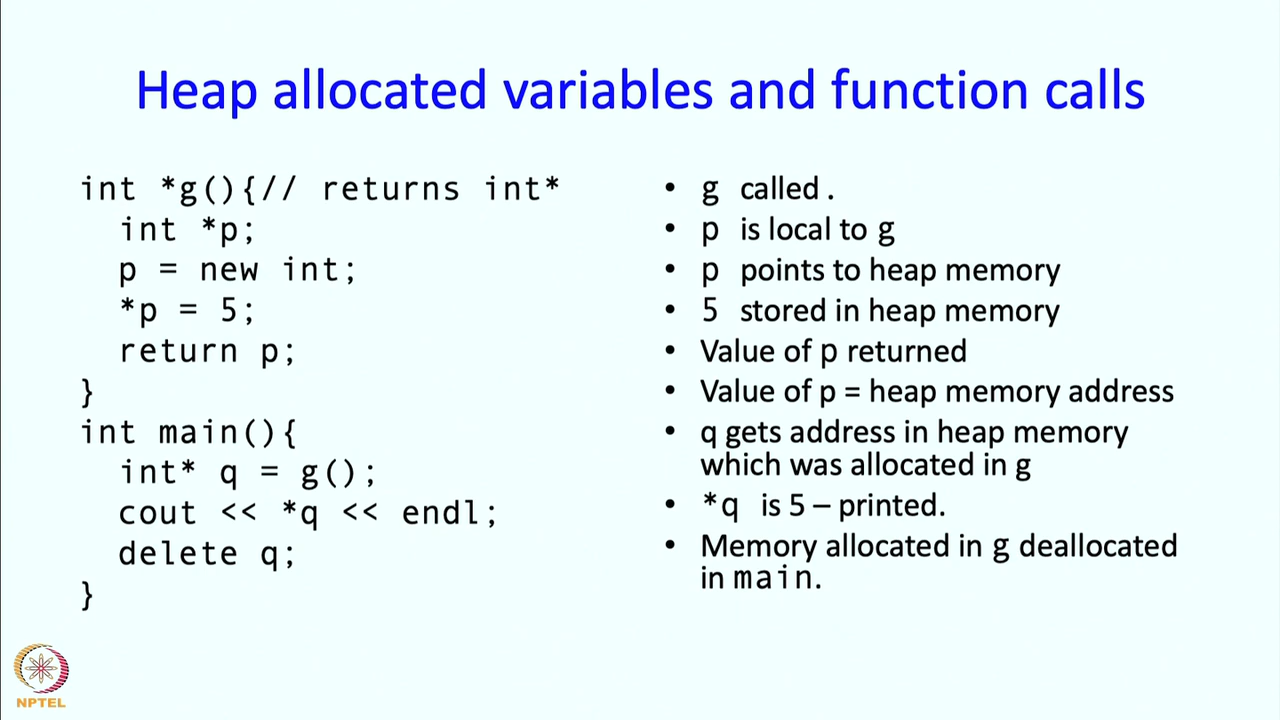 Heap allocated variables and function calls
int *g(){// returns int*
int *p;
p = new int;
*p = 5;
return p;
}
int main(){
int* q = g();
cout << *q << endl;
delete q;
}
• g called .
• p is local to g
• p points to heap memory
• 5 stored in heap memory
• Value of p returned
• Value of p = heap memory address
• q gets address in heap memory
which was allocated in g
• *q is 5 – printed.
• Memory allocated in g deallocated
in main.
NPTEL